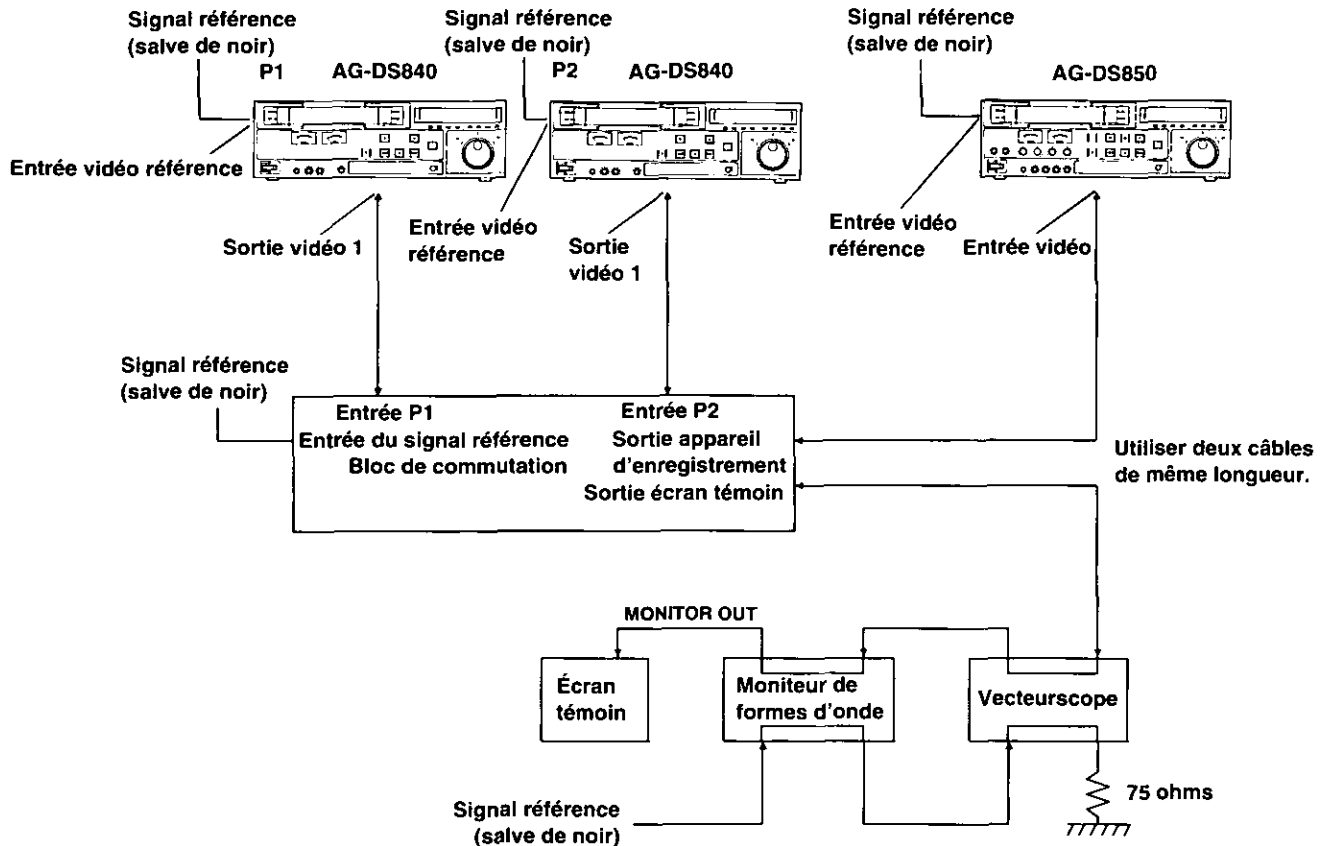 Signal référence
(salve de noir)
P1 AG-DS840
Entrée vidéo référence
Sortie vidéo 1
Signal référence
(salve de noir)
P2 AG-DS840
Entrée vidéo
référence
Sortie
vidéo 1
Signal référence
(salve de noir)
AG-DS850
Entrée vidéo
référence
Entrée vidéo
Signal référence
(salve de noir)
Entrée P1
Entrée du signal référence
Bloc de commutation
Entrée P2
Sortie appareil
d'enregistrement
Sortie écran témoin
Utiliser deux câbles
de même longueur.
MONITOR OUT
Écran
témoin
Moniteur de
formes d'onde
Vecteurscope
Signal référence
(salve de noir)
75 ohms